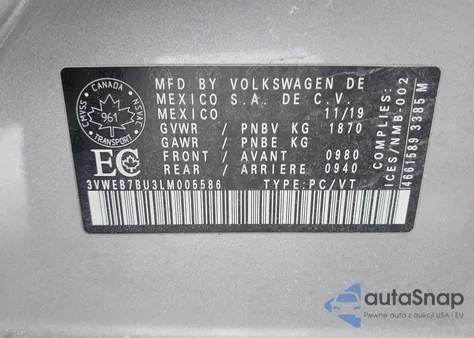 MFD BY VOLKSWAGEN DE
MEXICO S.A. DE C.V.
MEXICO 11/19
GVWR / PNBV KG 1870
GAWR / PNBE KG
FRONT / AVANT 0980
REAR / ARRIERE 0940
3VWEB7BU3LM005586 TYPE:PC/VT
CANADA
CMVSS
961
NSVAC
TRANSPORT
EC
COMPLIES:
ICES/NMB-002
4661589 3385 M
autoSnap
Pewne auta z aukcji USA i EU